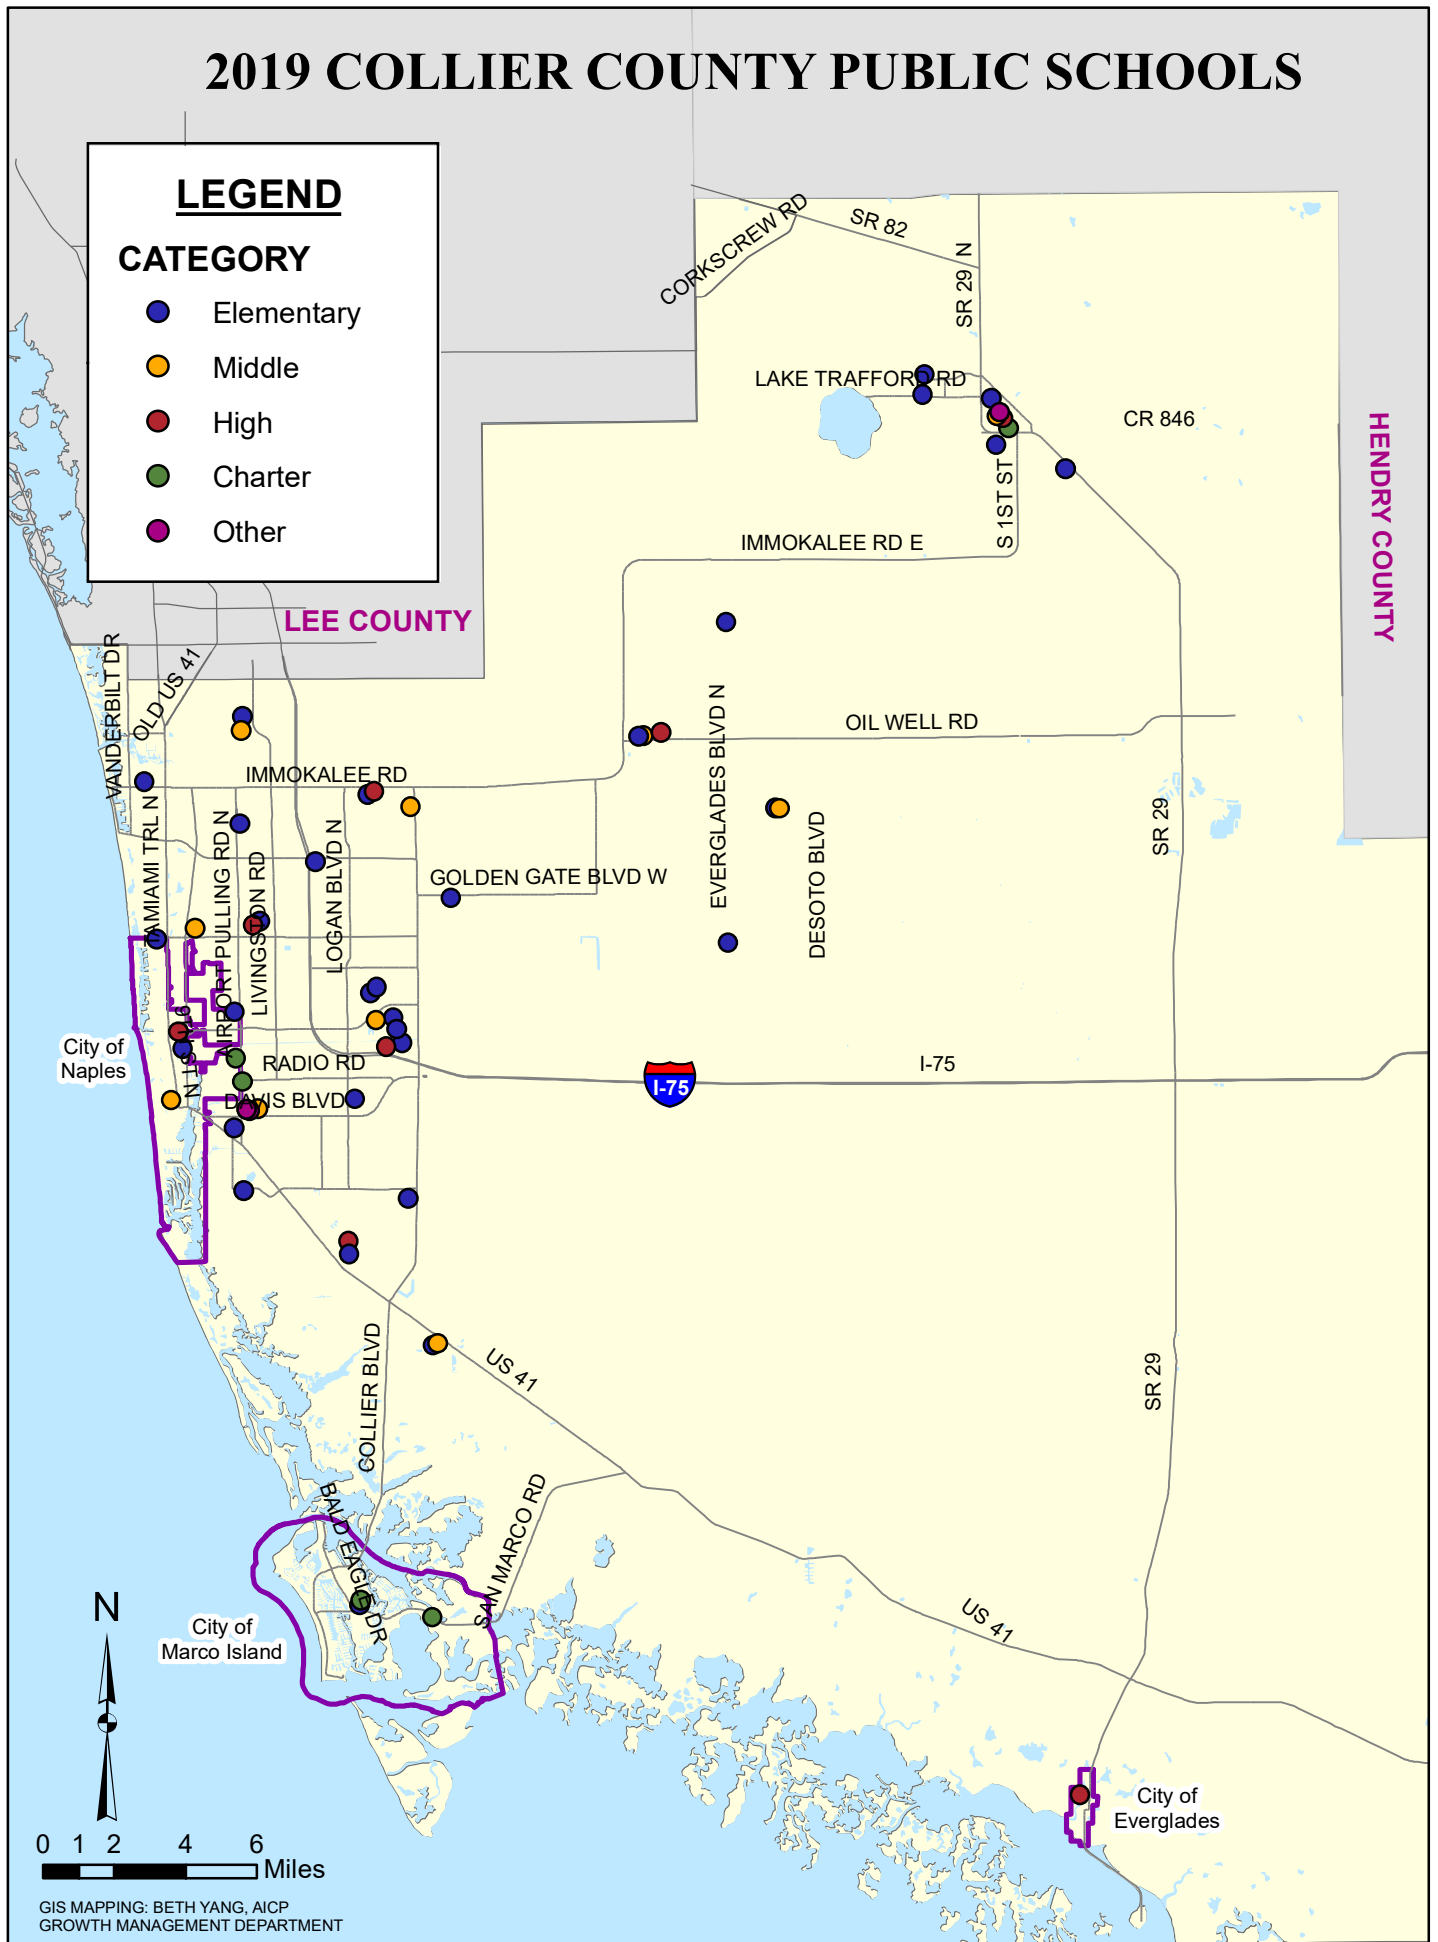 2019 COLLIER COUNTY PUBLIC SCHOOLS
LEGEND
CATEGORY
Elementary
Middle
High
Charter
Other
CORKSCREW RD
SR 82
SR 29 N
LAKE TRAFFORD RD
CR 846
HENDRY COUNTY
S 1ST ST
IMMOKALEE RD E
LEE COUNTY
VANDERBILT DR
OLD US 41
EVERGLADES BLVD N
OIL WELL RD
IMMOKALEE RD
TAMIAMI TRL N
AIRPORT PULLING RD N
LIVINGSTON RD
LOGAN BLVD N
GOLDEN GATE BLVD W
DESOTO BLVD
SR 29
City of
Naples
RADIO RD
I-75
I-75
DAVIS BLVD
COLLIER BLVD
US 41
SR 29
BALD EAGLE DR
SAN MARCO RD
N
City of
Marco Island
US 41
City of
Everglades
0 1 2 4 6
Miles
GIS MAPPING: BETH YANG, AICP
GROWTH MANAGEMENT DEPARTMENT